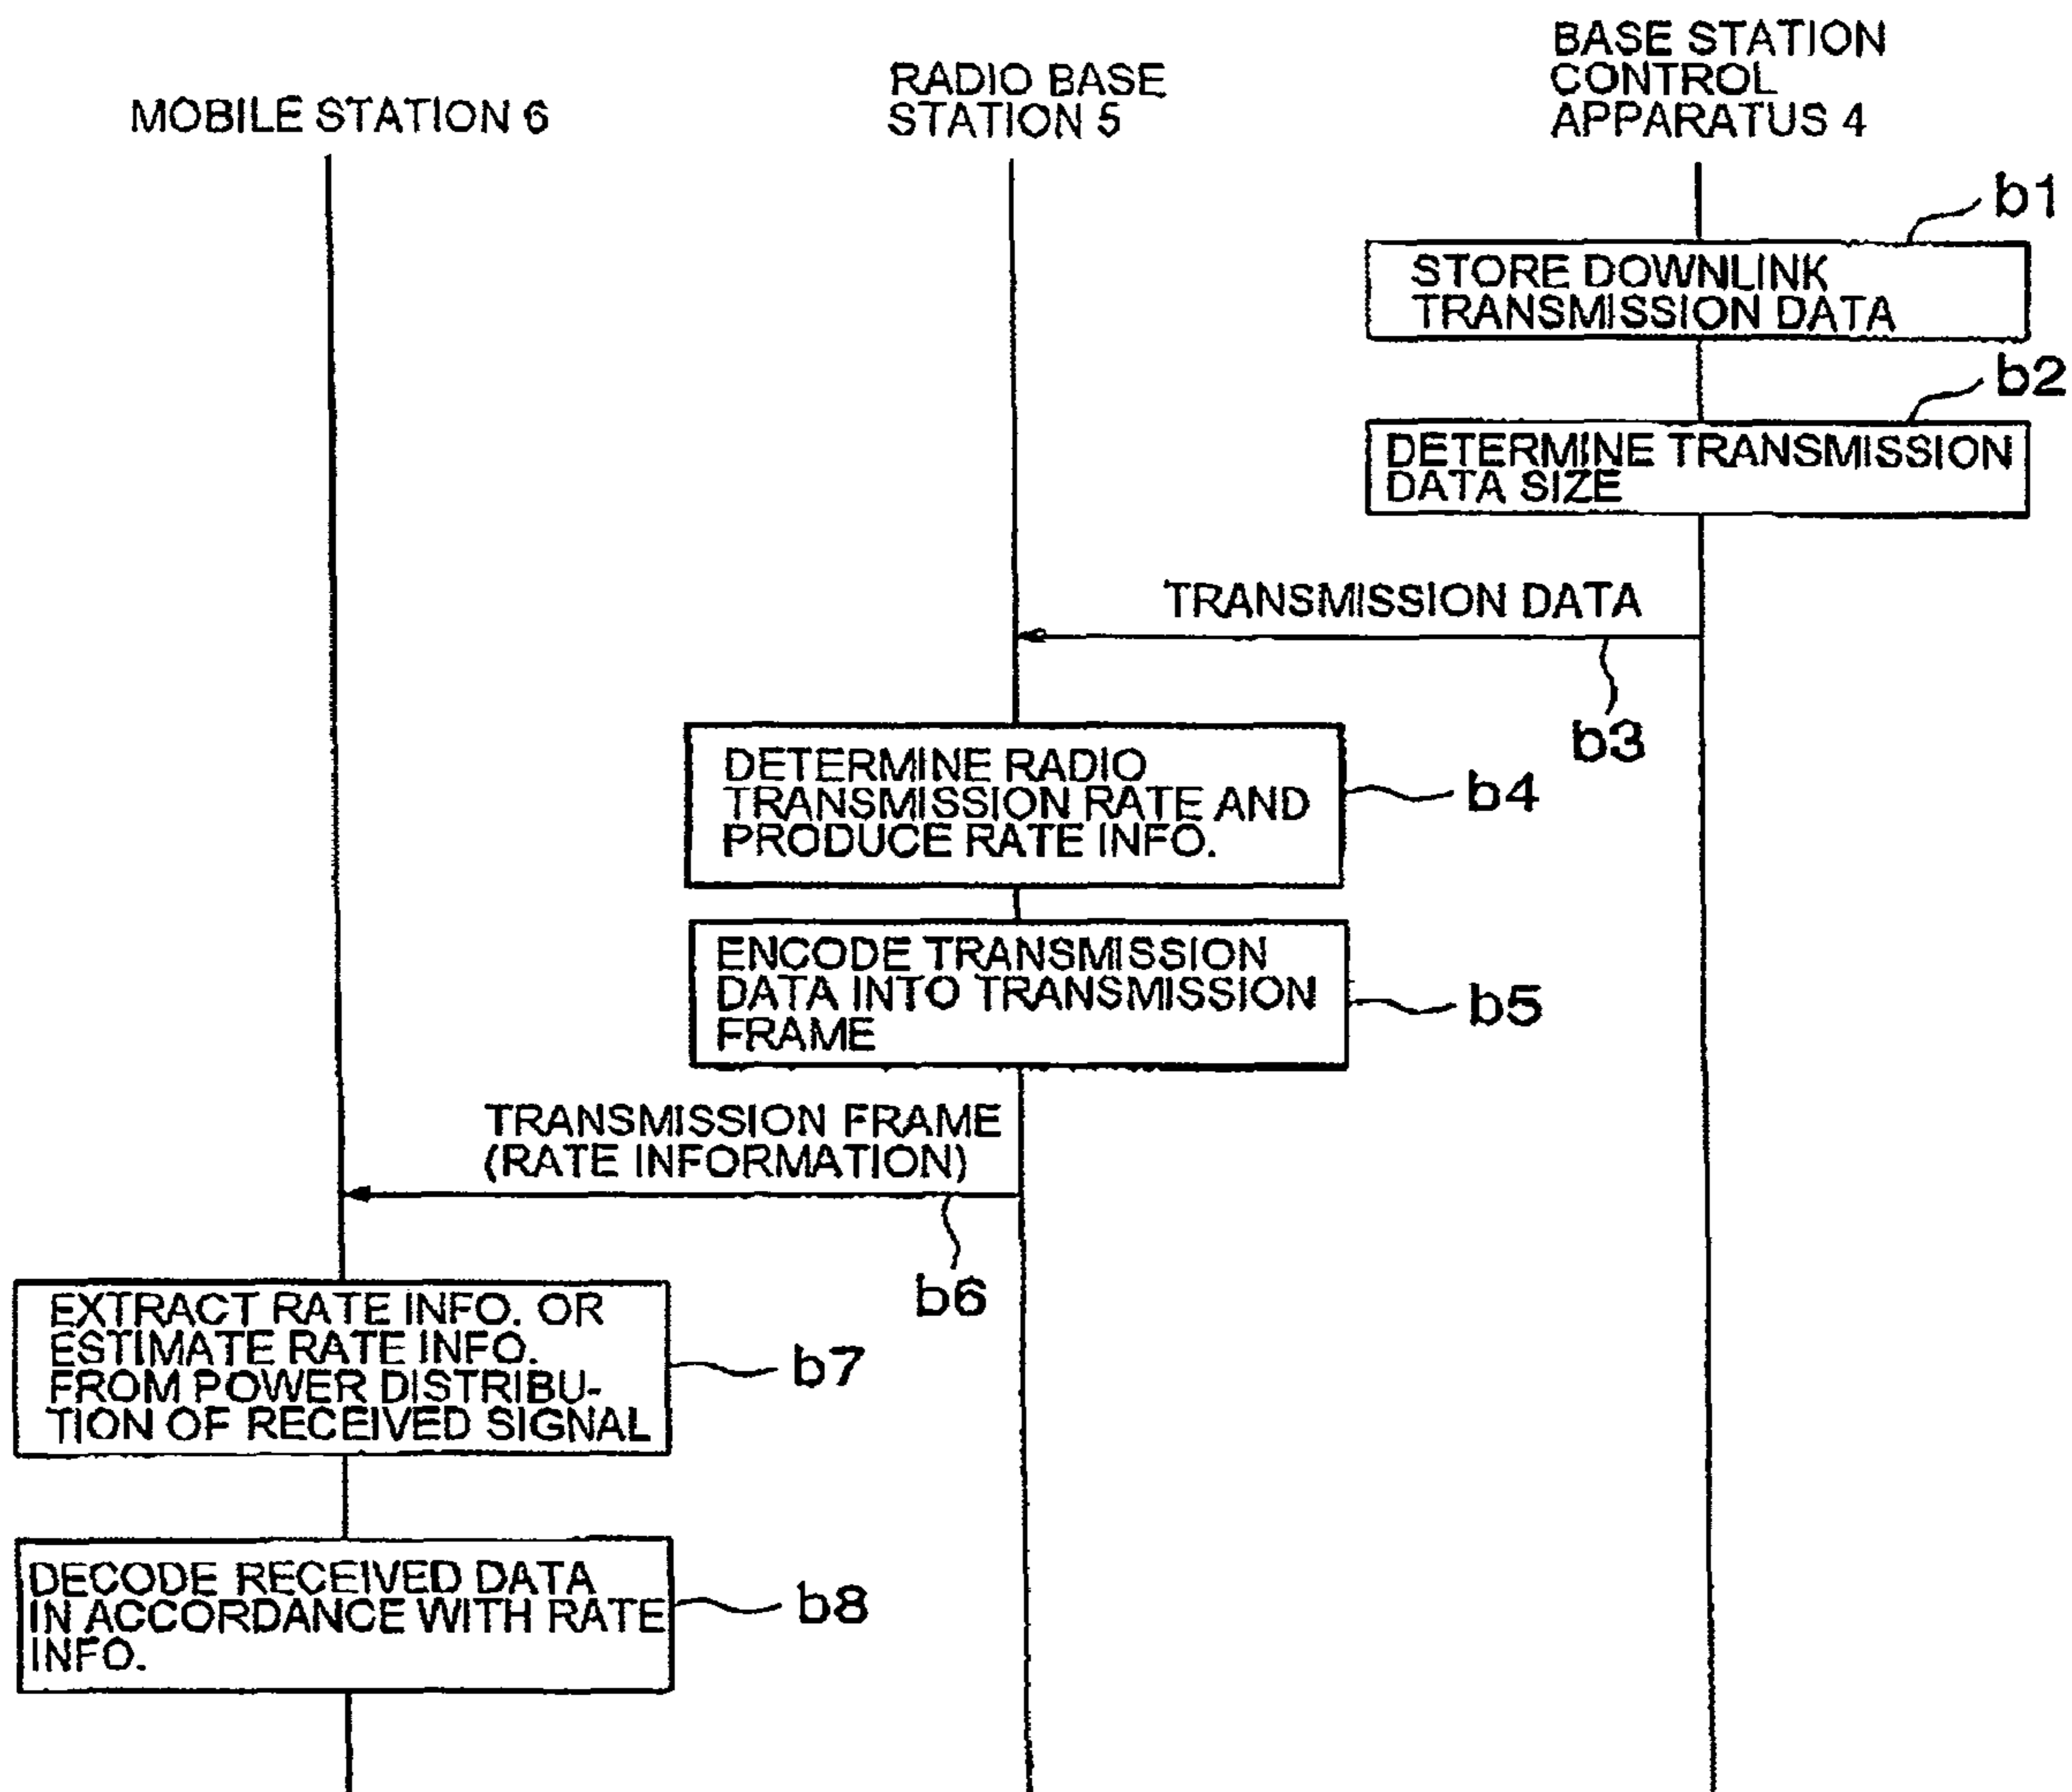 MOBILE STATION 6
RADIO BASE
STATION 5
BASE STATION
CONTROL
APPARATUS 4
b1
STORE DOWNLINK
TRANSMISSION DATA
b2
DETERMINE TRANSMISSION
DATA SIZE
TRANSMISSION DATA
b3
DETERMINE RADIO
TRANSMISSION RATE AND
PRODUCE RATE INFO.
b4
ENCODE TRANSMISSION
DATA INTO TRANSMISSION
FRAME
b5
TRANSMISSION FRAME
(RATE INFORMATION)
b6
EXTRACT RATE INFO. OR
ESTIMATE RATE INFO.
FROM POWER DISTRIBU-
TION OF RECEIVED SIGNAL
b7
DECODE RECEIVED DATA
IN ACCORDANCE WITH RATE
INFO.
b8